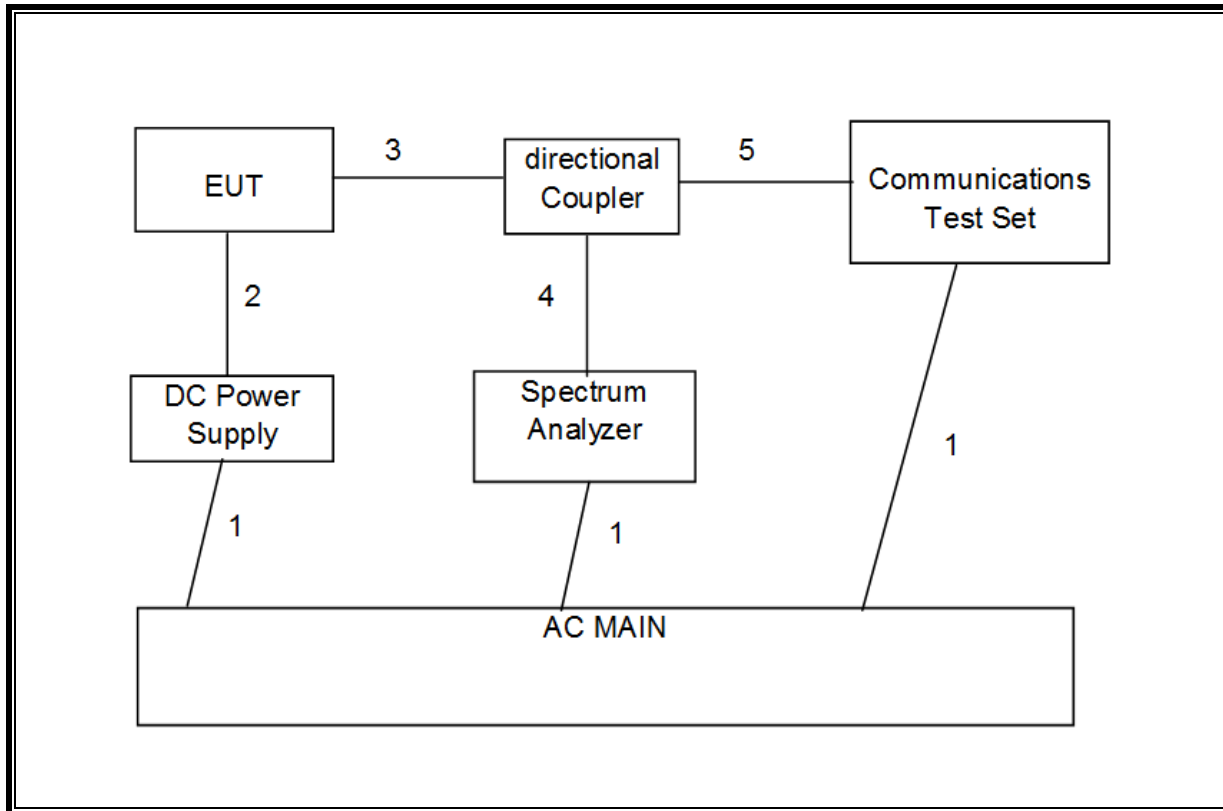 EUT
3
directional
Coupler
5
Communications
Test Set
2
4
DC Power
Supply
Spectrum
Analyzer
1
1
1
AC MAIN